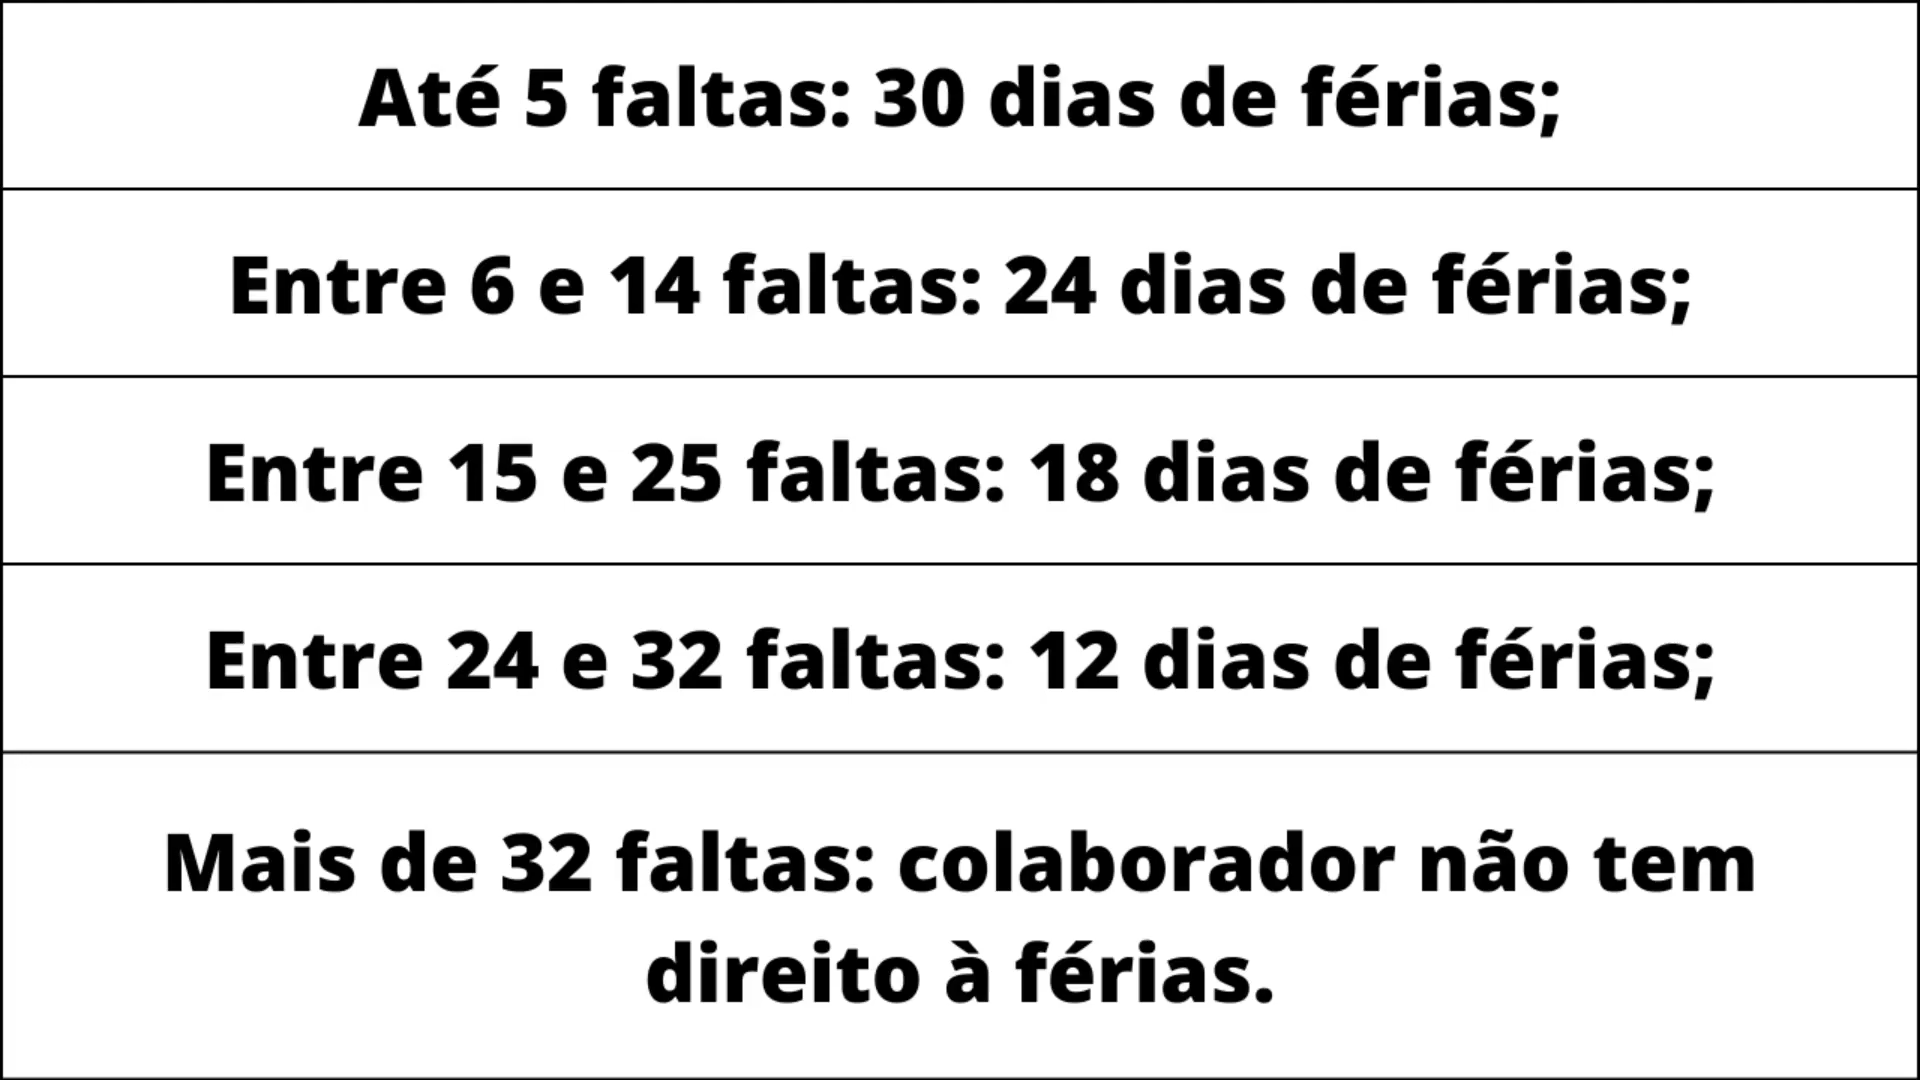 Até 5 faltas: 30 dias de férias;
Entre 6 e 14 faltas: 24 dias de férias;
Entre 15 e 25 faltas: 18 dias de férias;
Entre 24 e 32 faltas: 12 dias de férias;
Mais de 32 faltas: colaborador não tem
direito à férias.